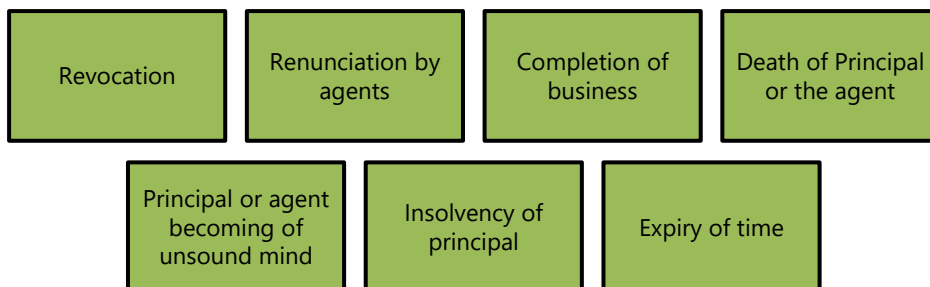 Revocation
Renunciation by
agents
Completion of
business
Death of Principal
or the agent
Principal or agent
becoming of
unsound mind
Insolvency of
principal
Expiry of time